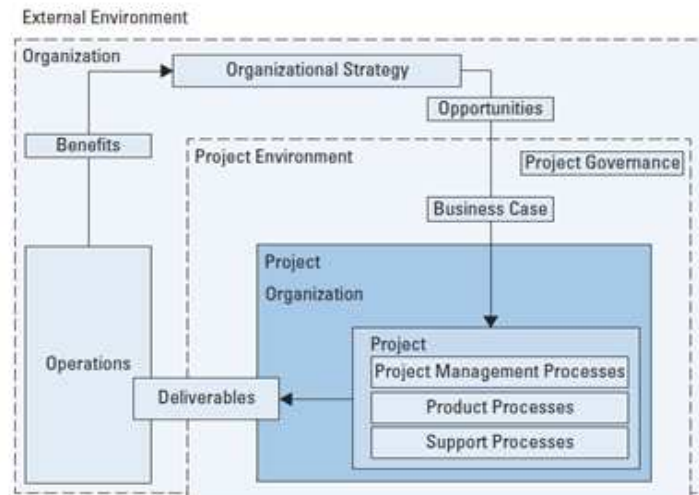 External Environment
Organization
Organizational Strategy
Opportunities
Benefits
Project Environment
Project Governance
Business Case
Project
Organization
Operations
Project
Project Management Processes
Deliverables
Product Processes
Support Processes